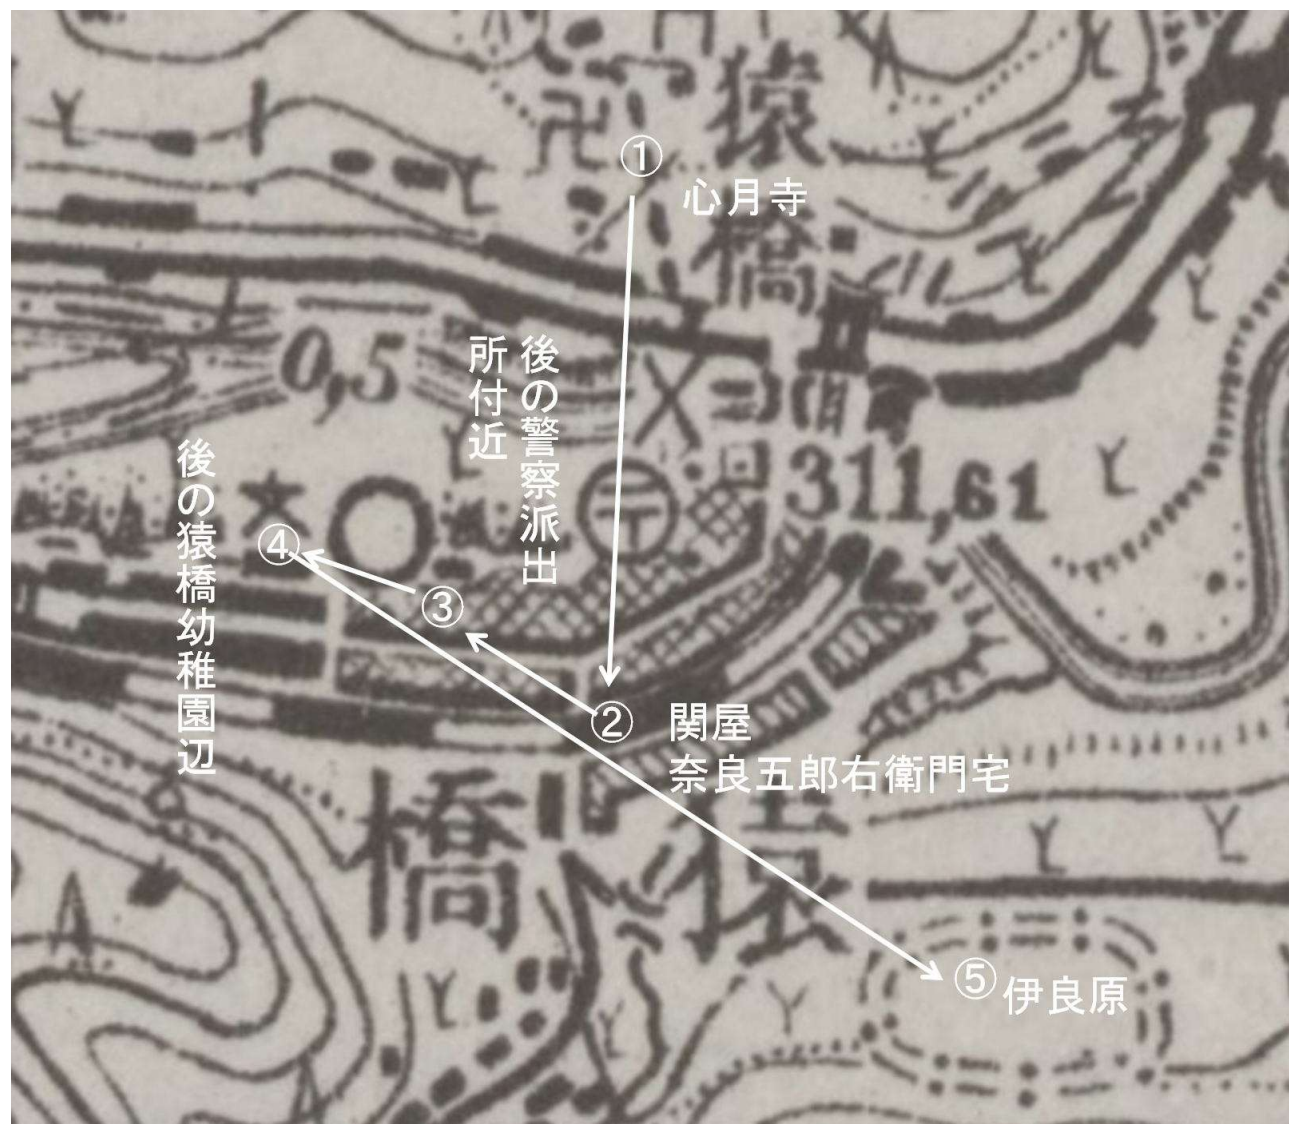 猿橋
①
心月寺
後の警察派出
所付近
0,5
311,61
後の猿橋幼稚園辺
④
③
②
関屋
奈良五郎右衛門宅
猿橋
⑤伊良原